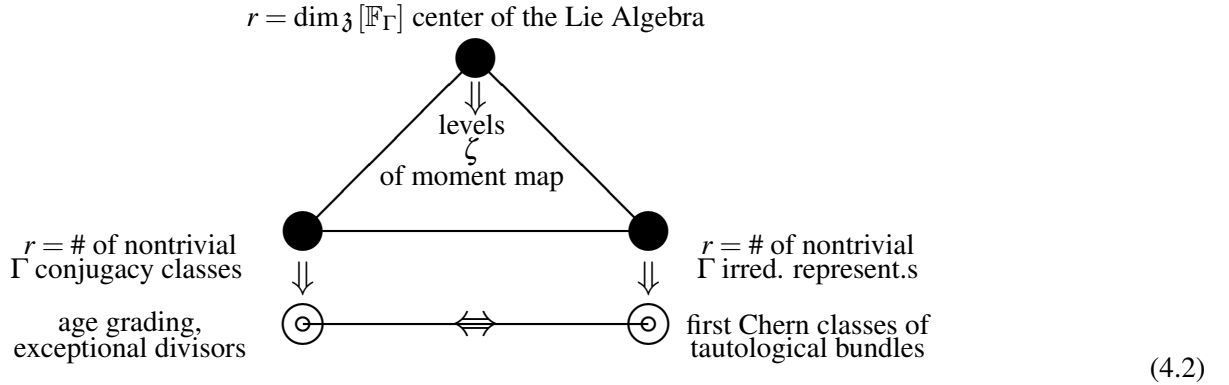 r = dim 𝔷 [𝔽_Γ] center of the Lie Algebra
⇓
levels
ζ
of moment map
r = # of nontrivial
Γ conjugacy classes
r = # of nontrivial
Γ irred. represent.s
⇓
⇓
age grading,
exceptional divisors
⇔
first Chern classes of
tautological bundles
(4.2)